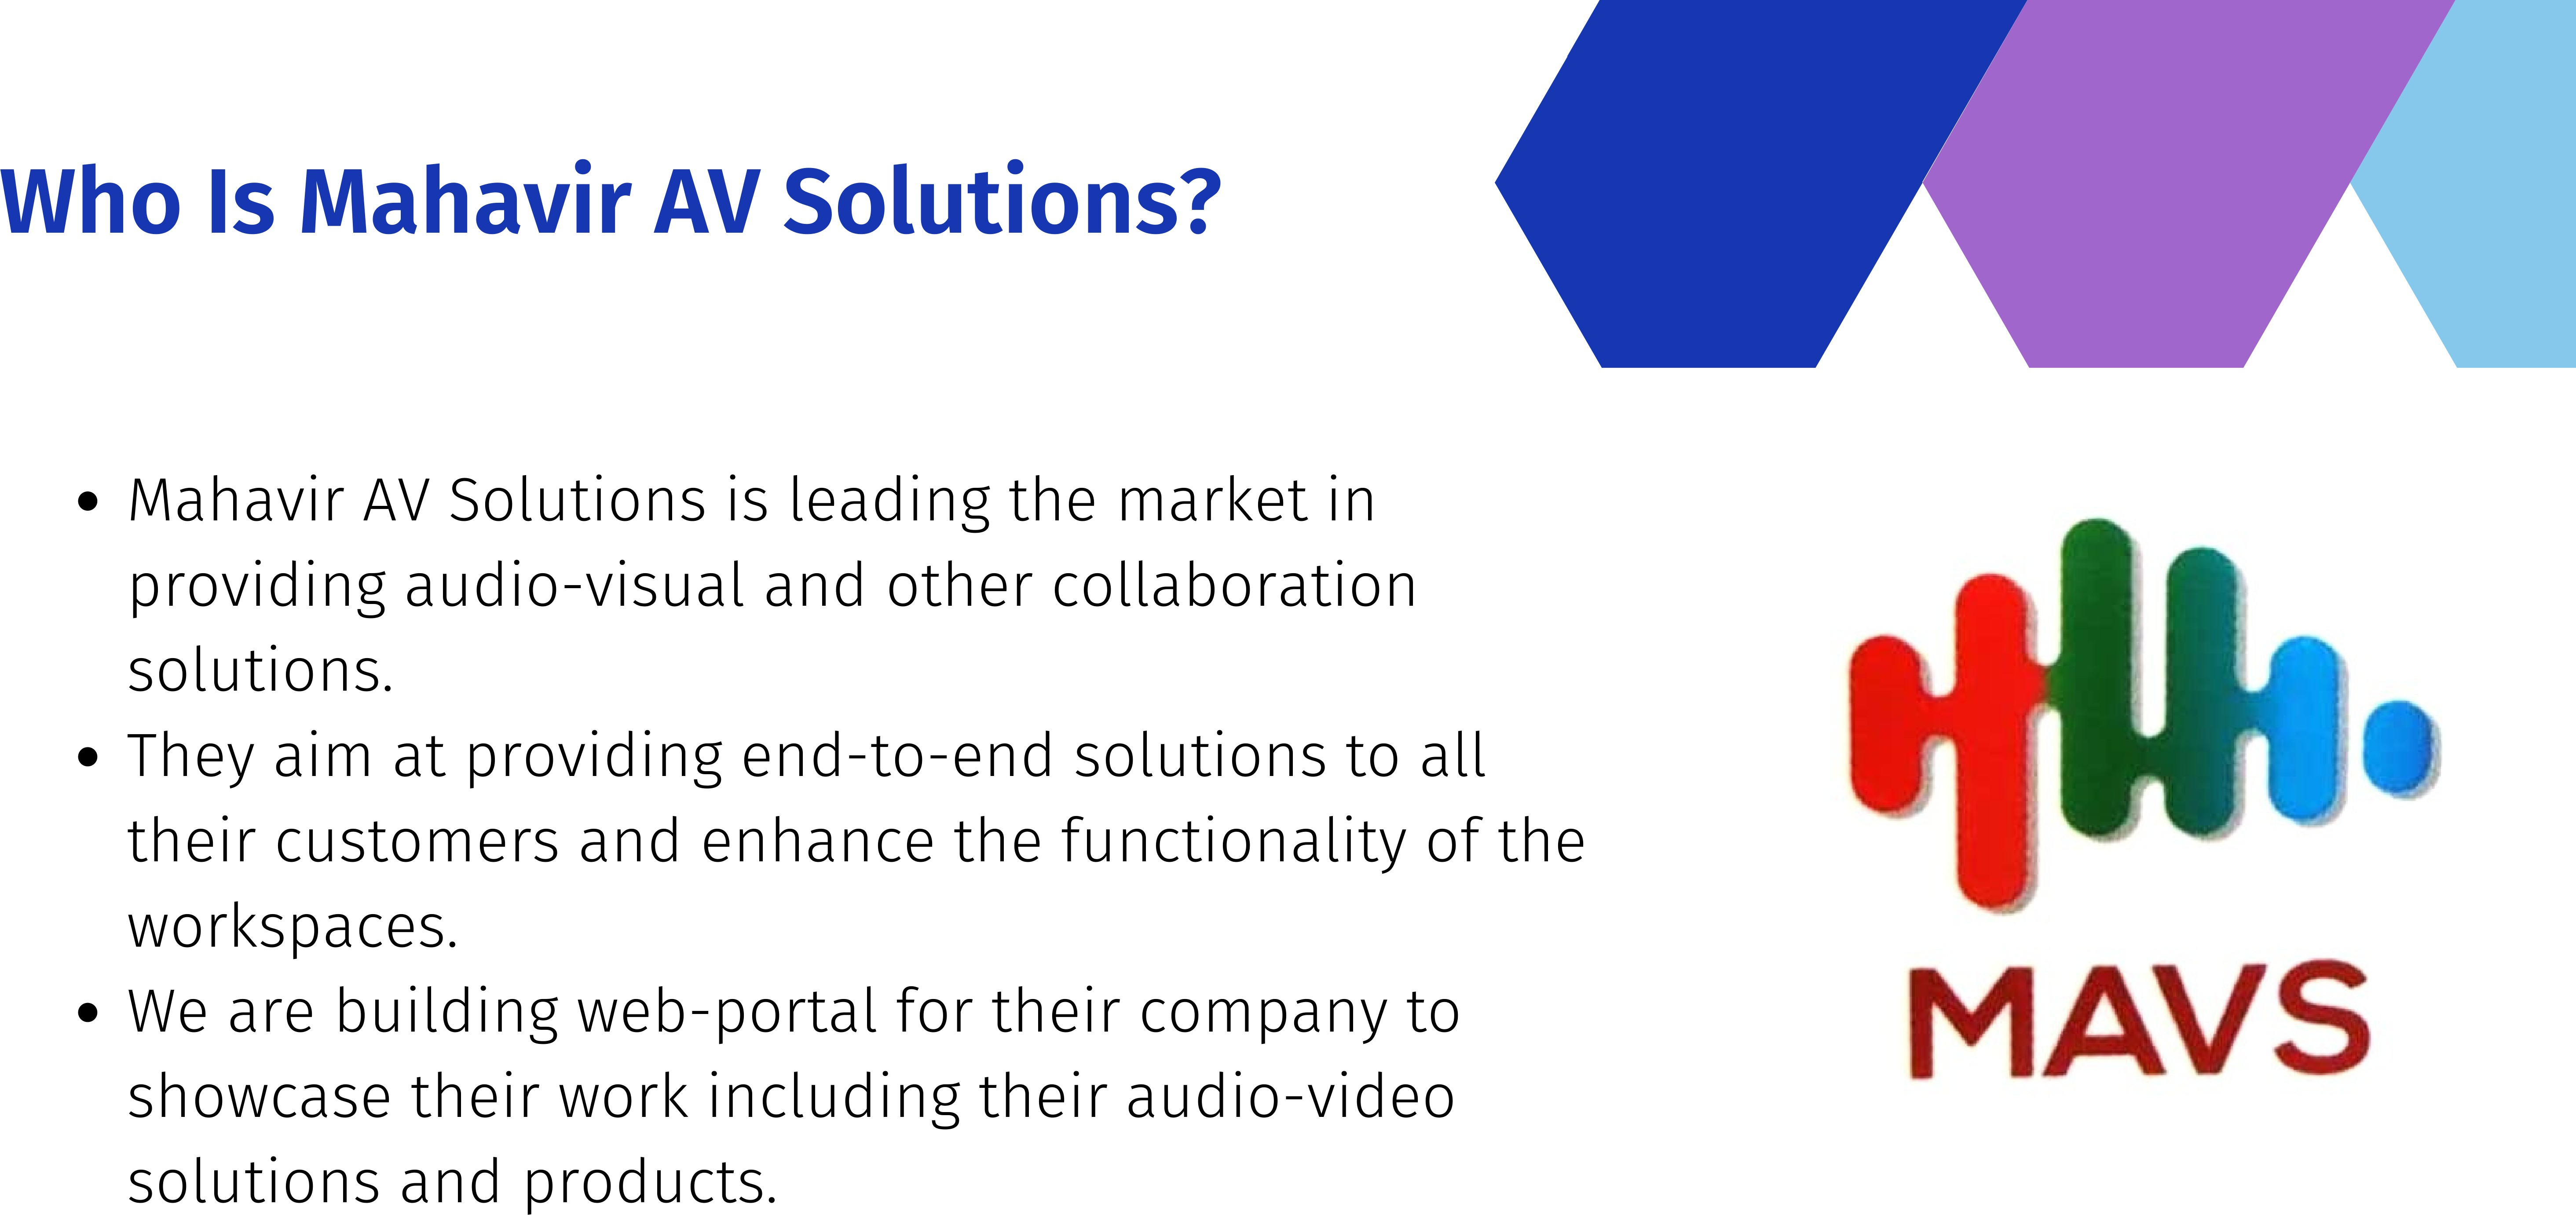 Who Is Mahavir AV Solutions?
• Mahavir AV Solutions is leading the market in
providing audio-visual and other collaboration
solutions.
• They aim at providing end-to-end solutions to all
their customers and enhance the functionality of the
workspaces.
• We are building web-portal for their company to
showcase their work including their audio-video
solutions and products.
MAVS